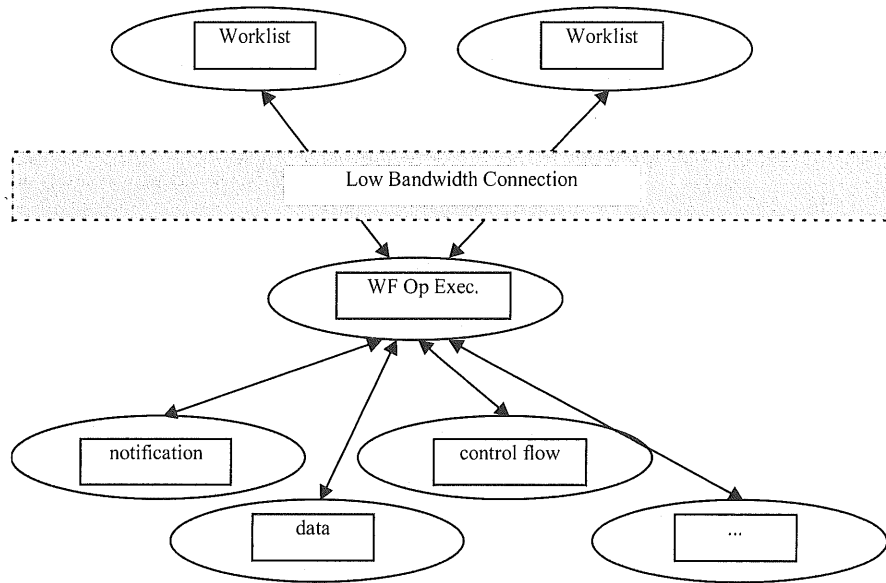 Worklist
Worklist
Low Bandwidth Connection
WF Op Exec.
notification
control flow
data
...